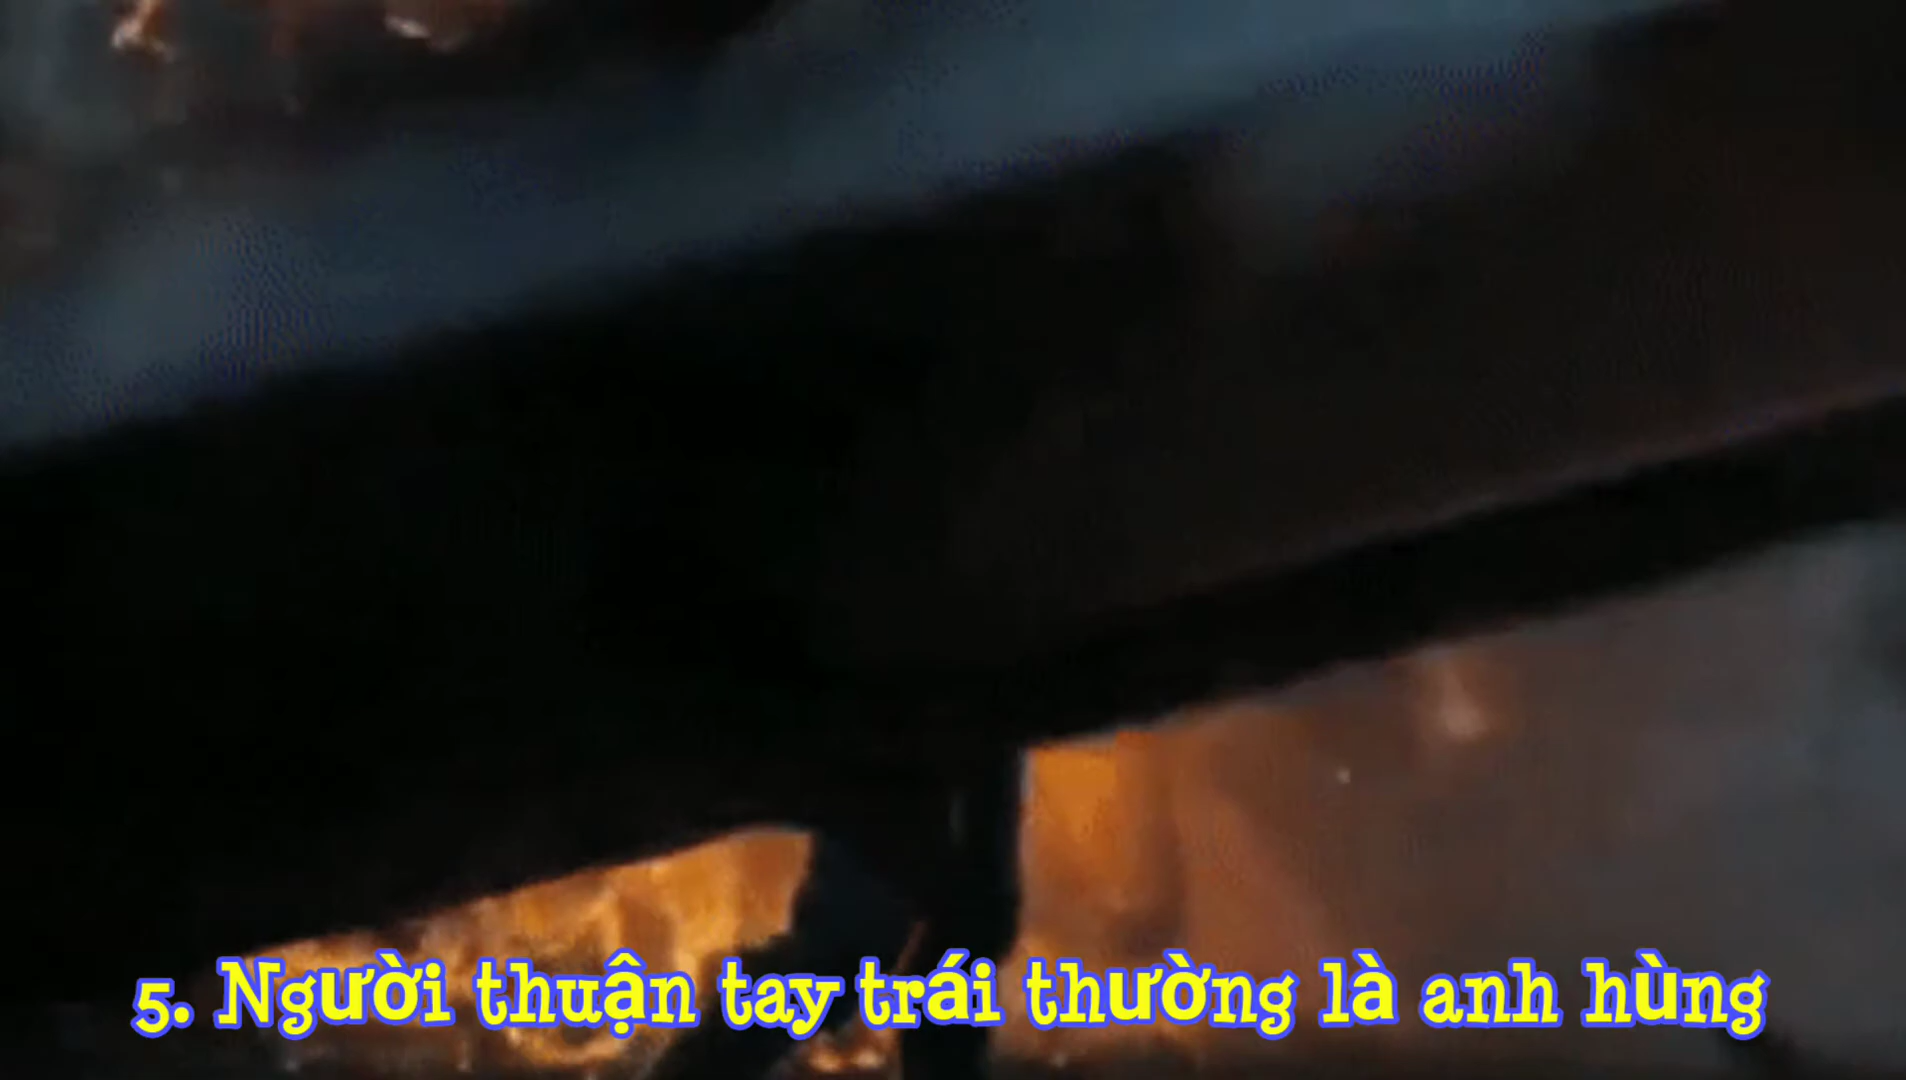 5. Người thuận tay trái thường là anh hùng